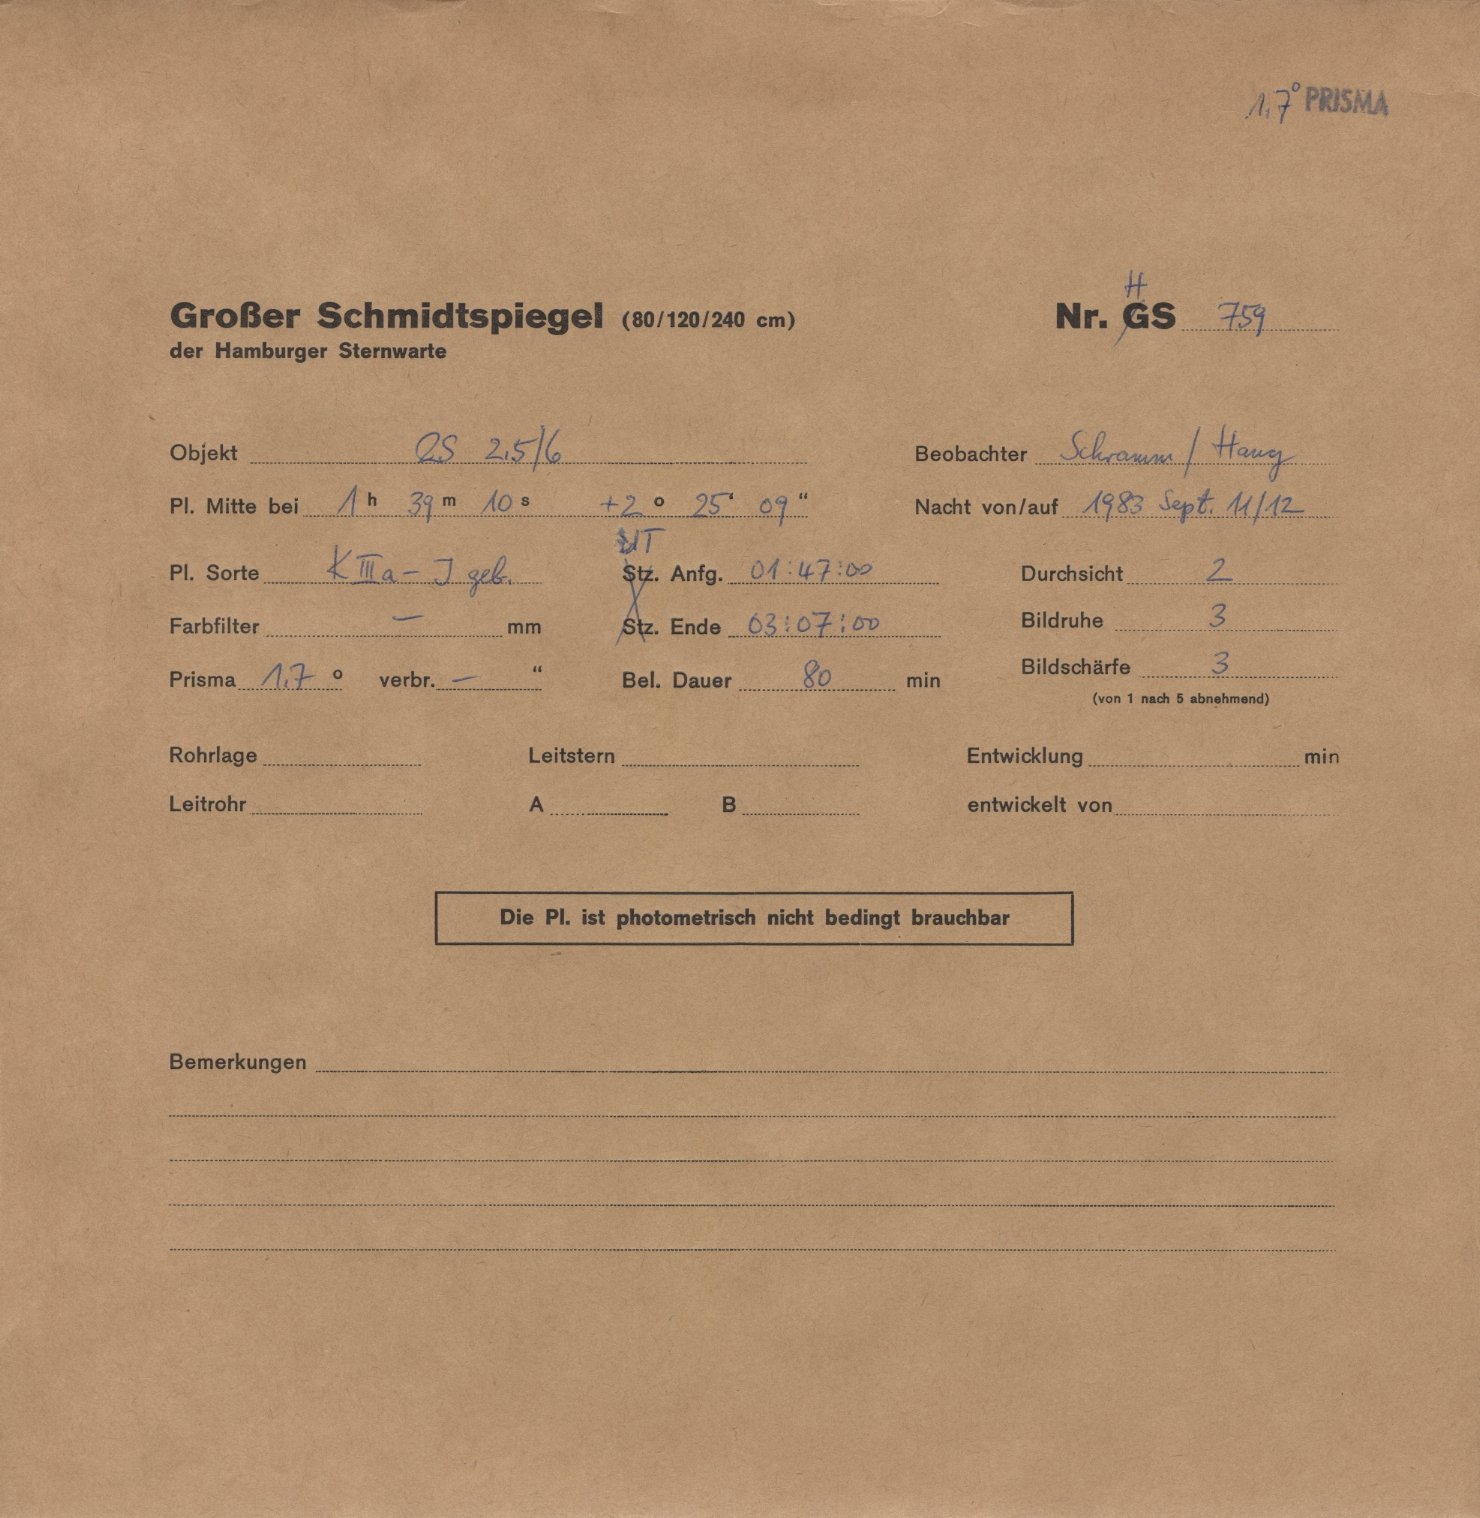 1,7° PRISMA
H
Großer Schmidtspiegel (80/120/240 cm) Nr. GS 759
der Hamburger Sternwarte
Objekt QS 2.5/6 Beobachter Schramm / Haug
Pl. Mitte bei 1 h 39 m 10 s +2 ° 25 ‘ 09 “ Nacht von/auf 1983 Sept. 11/12
UT
Pl. Sorte K IIIa - J geb. Stz. Anfg. 01:47:00 Durchsicht 2
Farbfilter — mm Stz. Ende 03:07:00 Bildruhe 3
Prisma 1.7 ° verbr. — “ Bel. Dauer 80 min Bildschärfe 3
(von 1 nach 5 abnehmend)
Rohrlage Leitstern Entwicklung min
Leitrohr A B entwickelt von
Die Pl. ist photometrisch nicht bedingt brauchbar
Bemerkungen